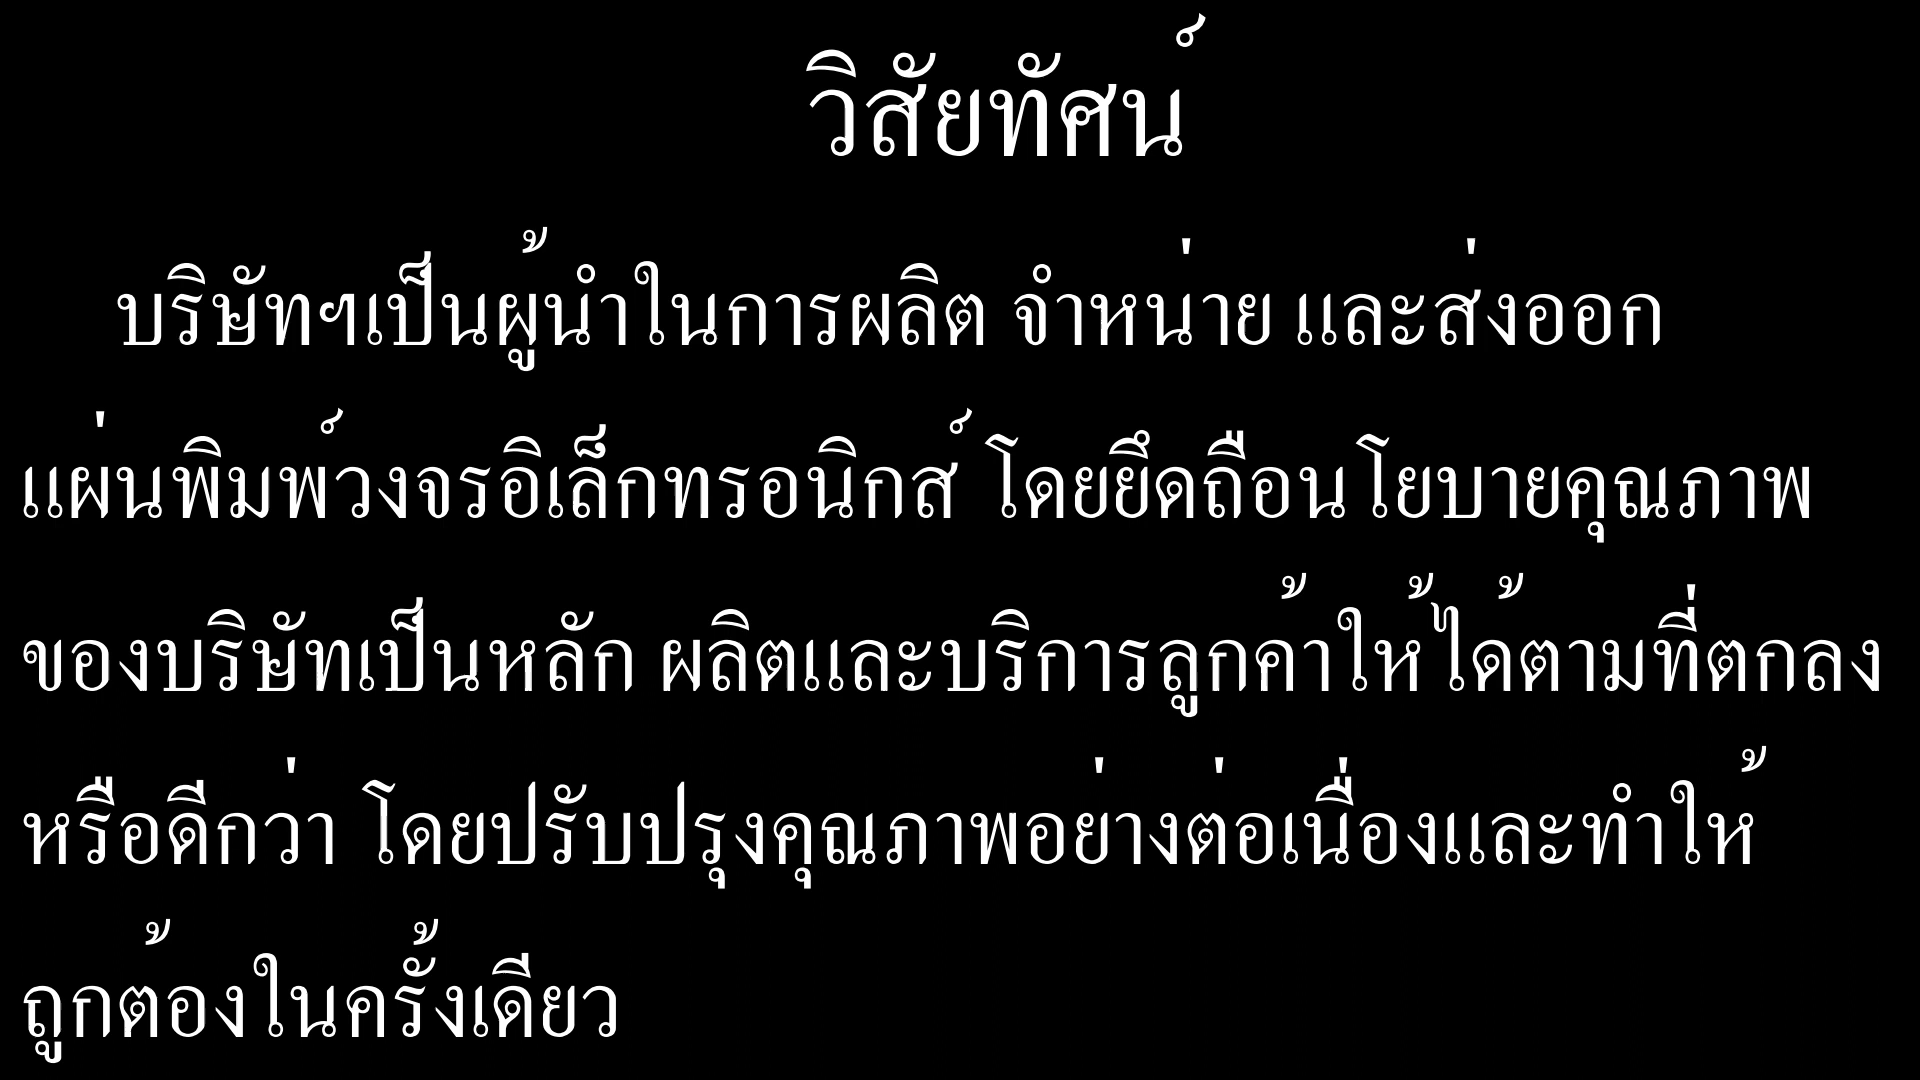 วิสัยทัศน์
บริษัทฯเป็นผู้นำในการผลิต จำหน่าย และส่งออก
แผ่นพิมพ์วงจรอิเล็กทรอนิกส์ โดยยึดถือนโยบายคุณภาพ
ของบริษัทเป็นหลัก ผลิตและบริการลูกค้าให้ได้ตามที่ตกลง
หรือดีกว่า โดยปรับปรุงคุณภาพอย่างต่อเนื่องและทำให้
ถูกต้องในครั้งเดียว